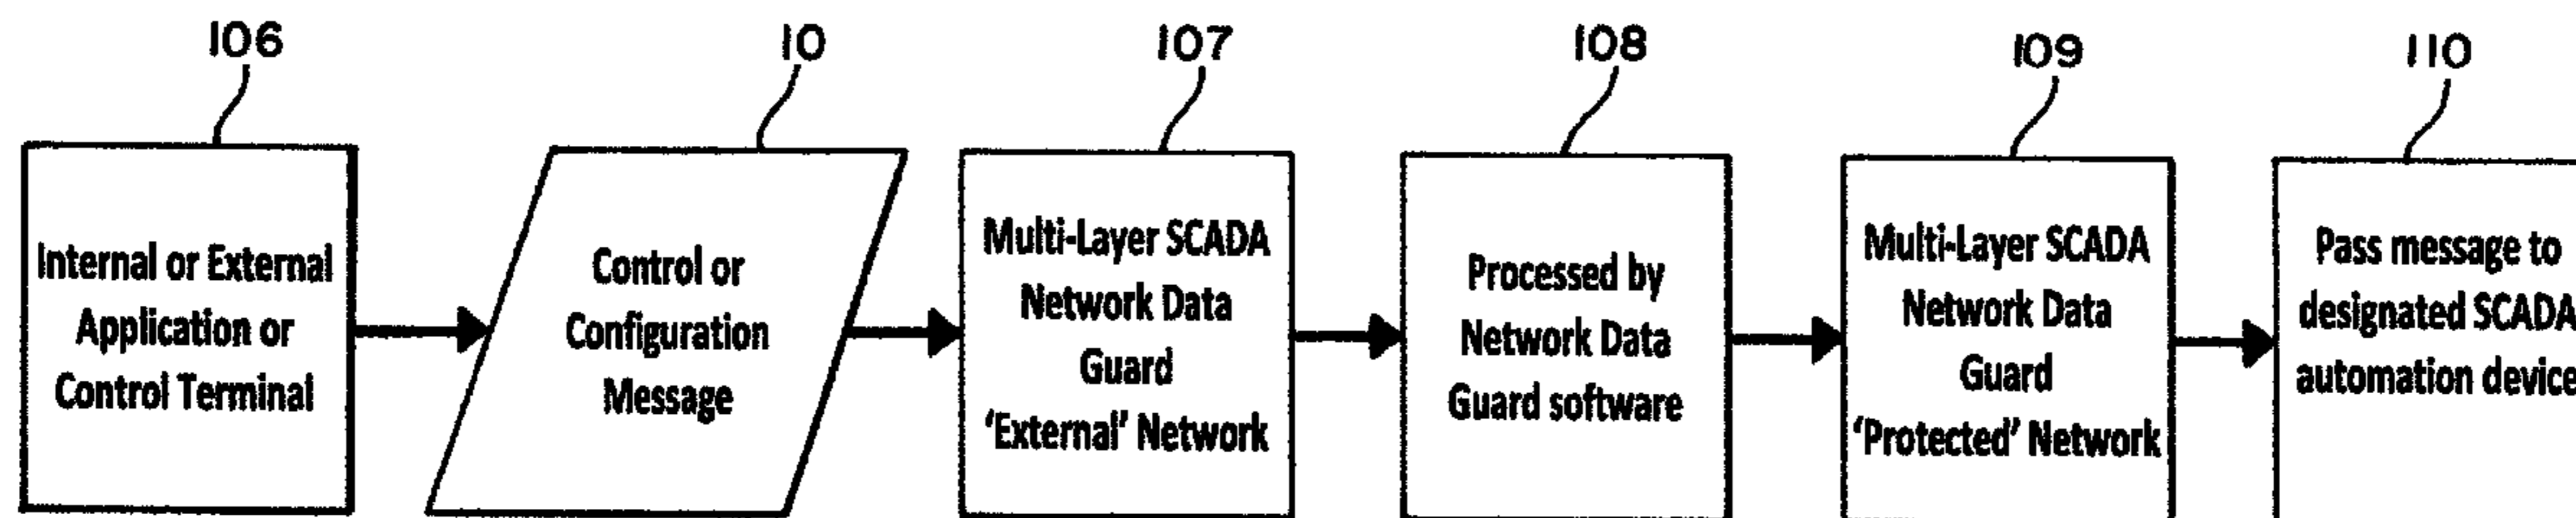 106
10
107
108
109
110
Internal or External
Application or
Control Terminal
Control or
Configuration
Message
Multi-Layer SCADA
Network Data
Guard
‘External’ Network
Processed by
Network Data
Guard software
Multi-Layer SCADA
Network Data
Guard
‘Protected’ Network
Pass message to
designated SCADA
automation device